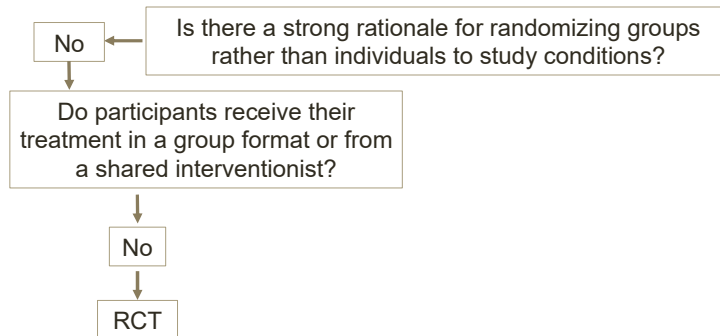 Is there a strong rationale for randomizing groups
rather than individuals to study conditions?
No
Do participants receive their
treatment in a group format or from
a shared interventionist?
No
RCT